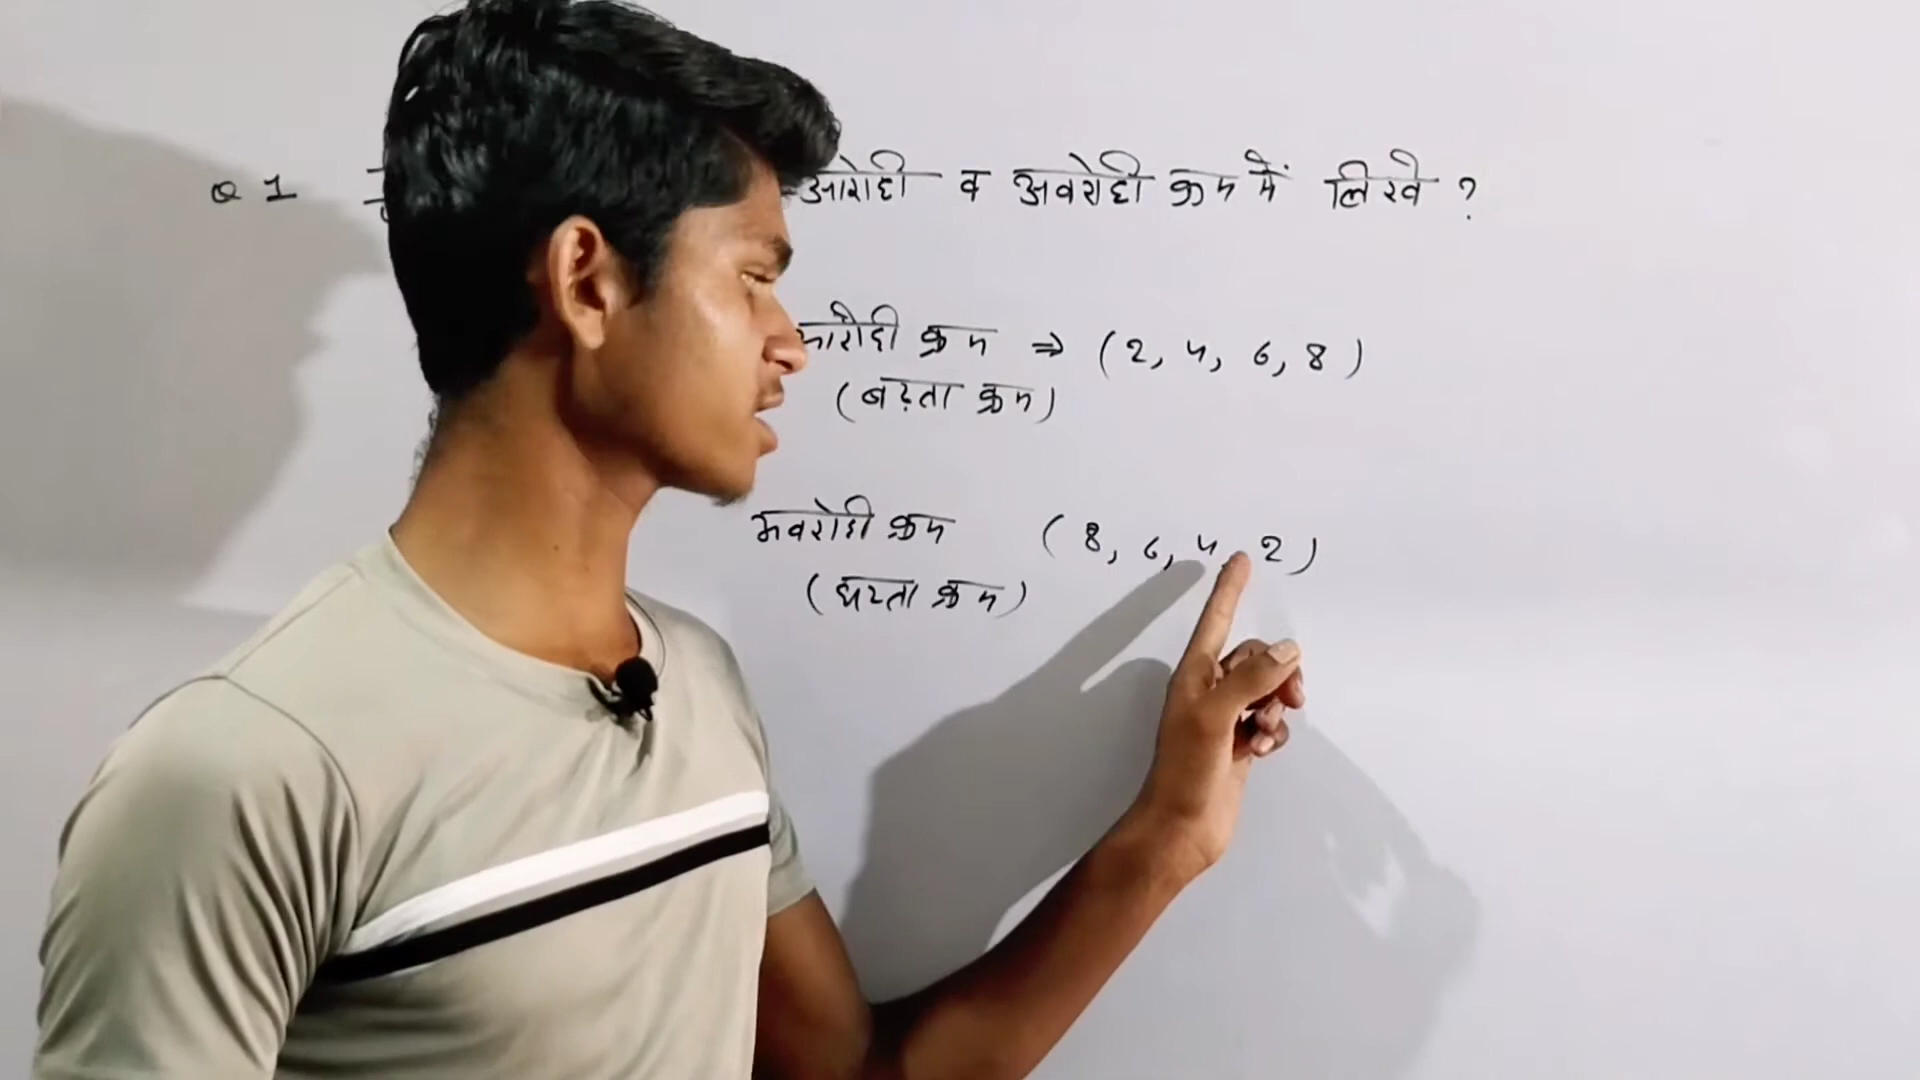 Q 1 आरोही व अवरोही क्रम में लिखे ?
आरोही क्रम ⇒ (2, 4, 6, 8)
(बढ़ता क्रम)
अवरोही क्रम (8, 6, 4, 2)
(घटता क्रम)